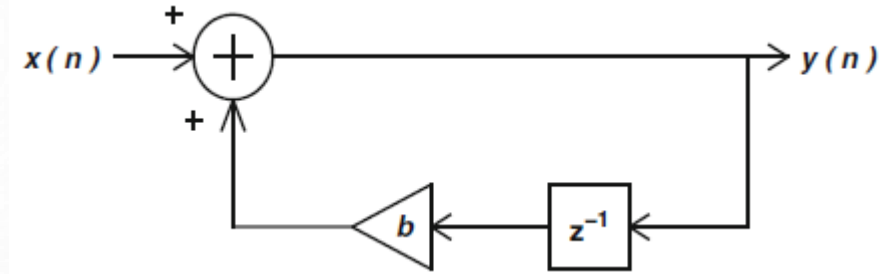 +
x(n) + y(n)
+
b z⁻¹